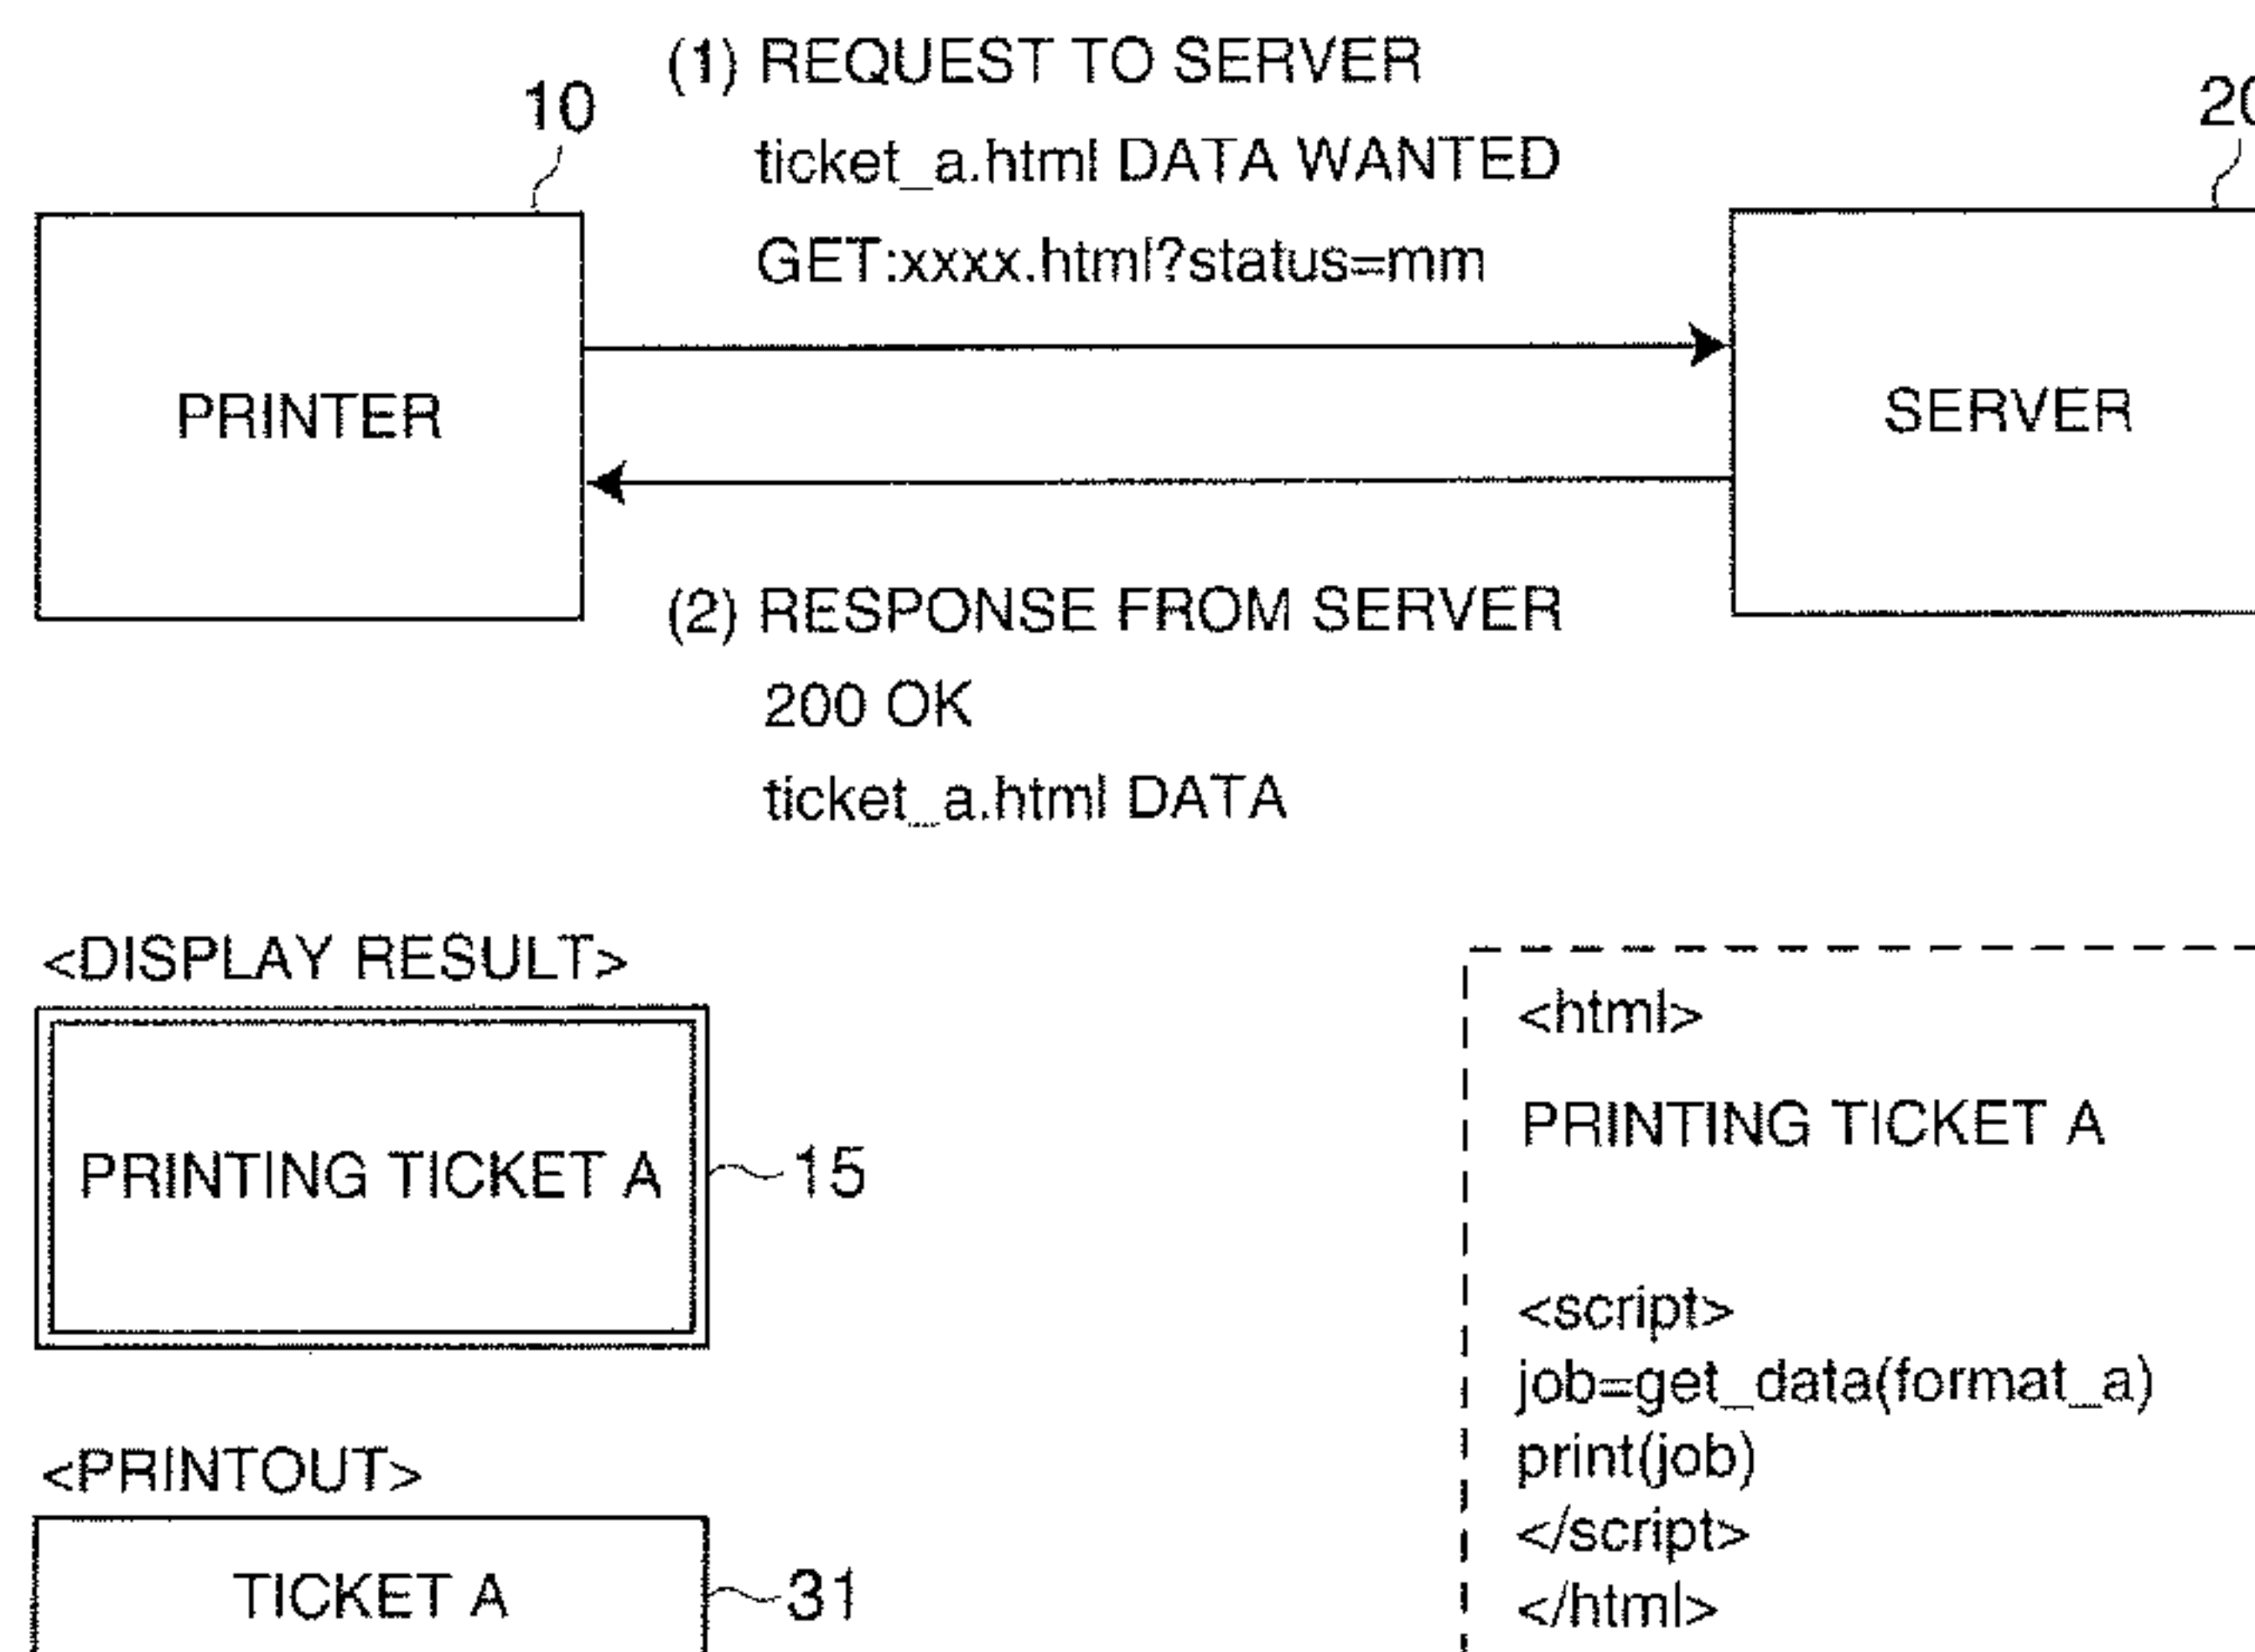 (1) REQUEST TO SERVER
10
ticket_a.html DATA WANTED
GET:xxxx.html?status=mm
PRINTER
SERVER
(2) RESPONSE FROM SERVER
200 OK
ticket_a.html DATA
<DISPLAY RESULT>
PRINTING TICKET A
15
<PRINTOUT>
TICKET A
31
<html>
PRINTING TICKET A
<script>
job=get_data(format_a)
print(job)
</script>
</html>